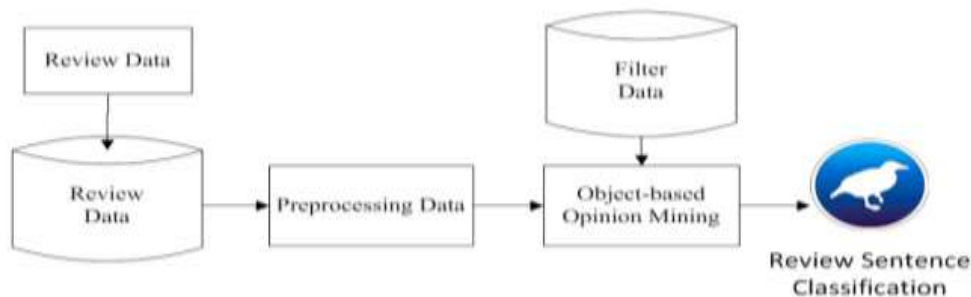 Review Data
Review
Data
Preprocessing Data
Filter
Data
Object-based
Opinion Mining
Review Sentence
Classification